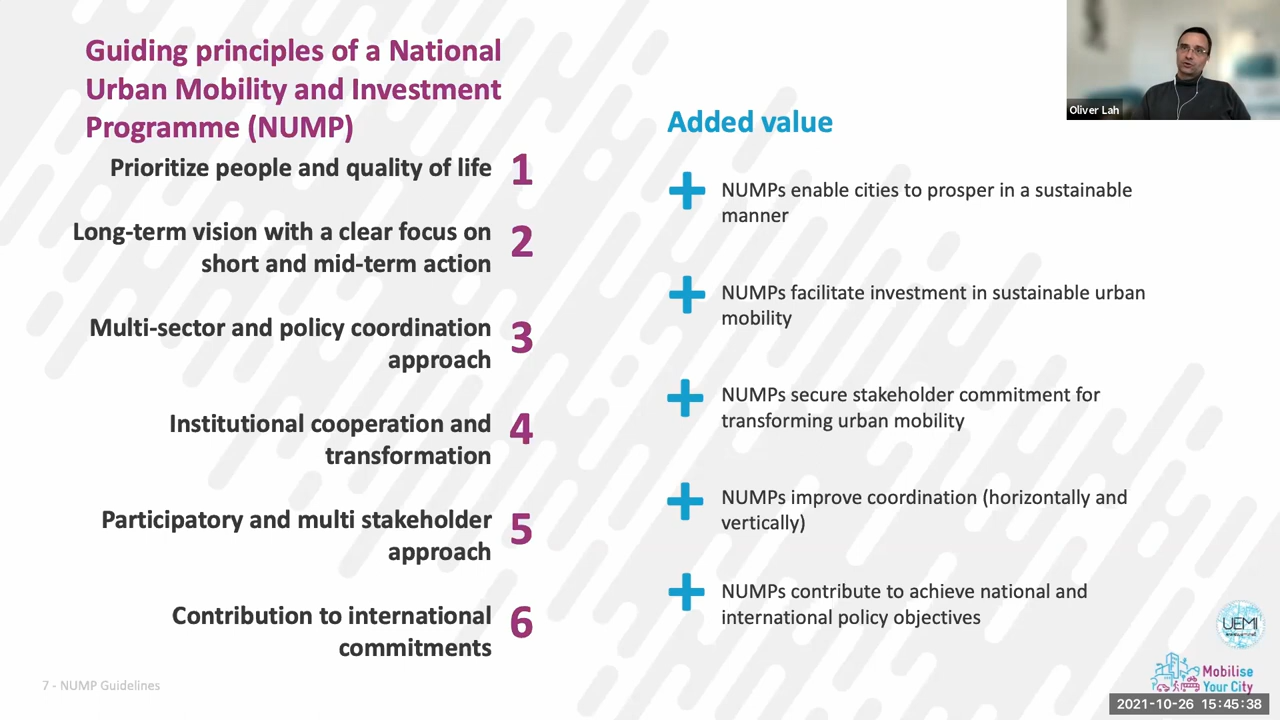 Guiding principles of a National
Urban Mobility and Investment
Programme (NUMP)
Prioritize people and quality of life 1
Long-term vision with a clear focus on
short and mid-term action 2
Multi-sector and policy coordination
approach 3
Institutional cooperation and
transformation 4
Participatory and multi stakeholder
approach 5
Contribution to international
commitments 6
7 - NUMP Guidelines
Oliver Lah
Added value
NUMPs enable cities to prosper in a sustainable
manner
NUMPs facilitate investment in sustainable urban
mobility
NUMPs secure stakeholder commitment for
transforming urban mobility
NUMPs improve coordination (horizontally and
vertically)
NUMPs contribute to achieve national and
international policy objectives
UEMI
Mobilise
Your City
2021-10-26 15:45:38